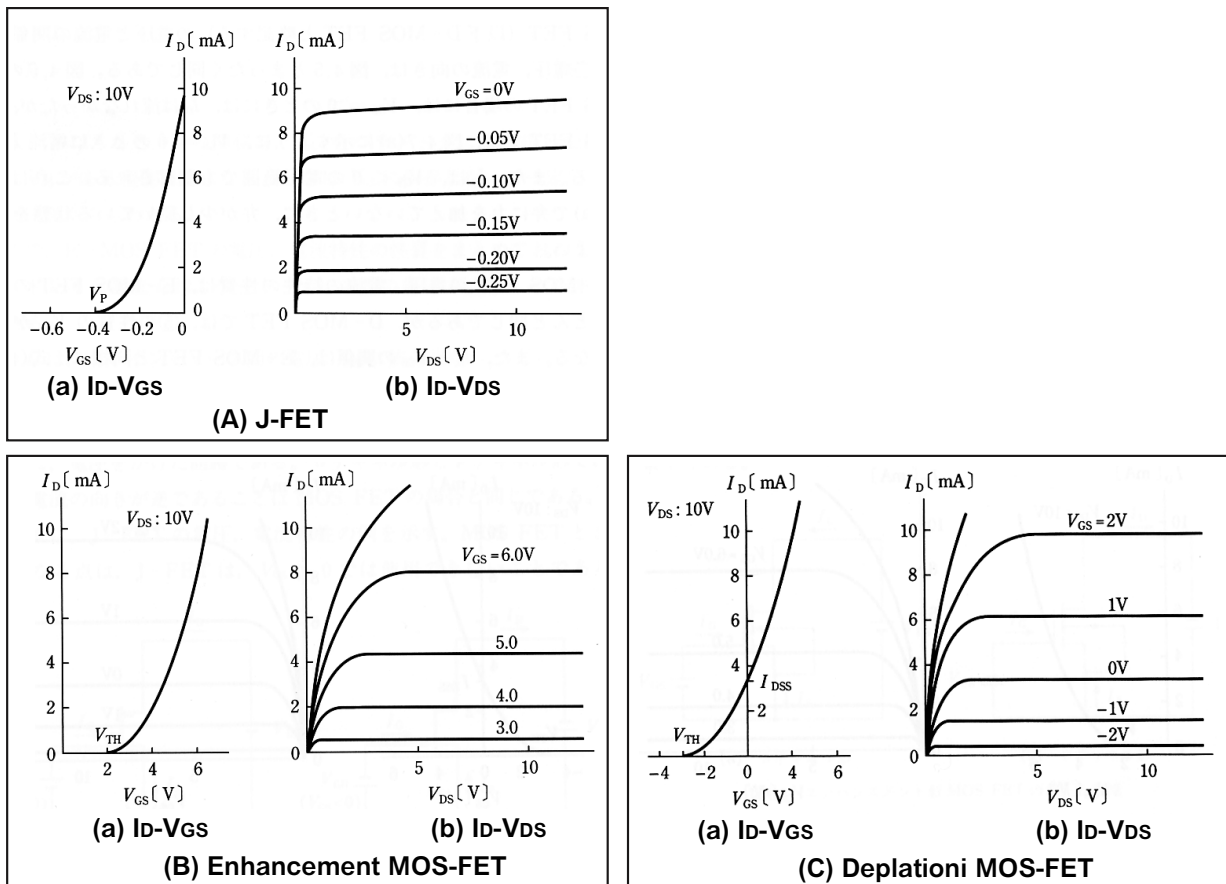 I_D [mA]
I_D [mA]
V_DS : 10V
10
8
6
4
2
0
V_P
−0.6 −0.4 −0.2 0
V_GS [V]
(a) ID-VGS
10
8
6
4
2
0
V_GS=0V
−0.05V
−0.10V
−0.15V
−0.20V
−0.25V
5 10
V_DS [V]
(b) ID-VDS
(A) J-FET
I_D [mA]
I_D [mA]
V_DS : 10V
10
8
6
4
2
0
V_TH
2 4 6
V_GS [V]
(a) ID-VGS
10
8
6
4
2
0
V_GS=6.0V
5.0
4.0
3.0
5 10
V_DS [V]
(b) ID-VDS
(B) Enhancement MOS-FET
I_D [mA]
I_D [mA]
V_DS : 10V
10
8
6
4
I_DSS
2
V_TH
−4 −2 0 2 4 6
V_GS [V]
(a) ID-VGS
10
8
6
4
2
0
V_GS=2V
1V
0V
−1V
−2V
5 10
V_DS [V]
(b) ID-VDS
(C) Deplationi MOS-FET